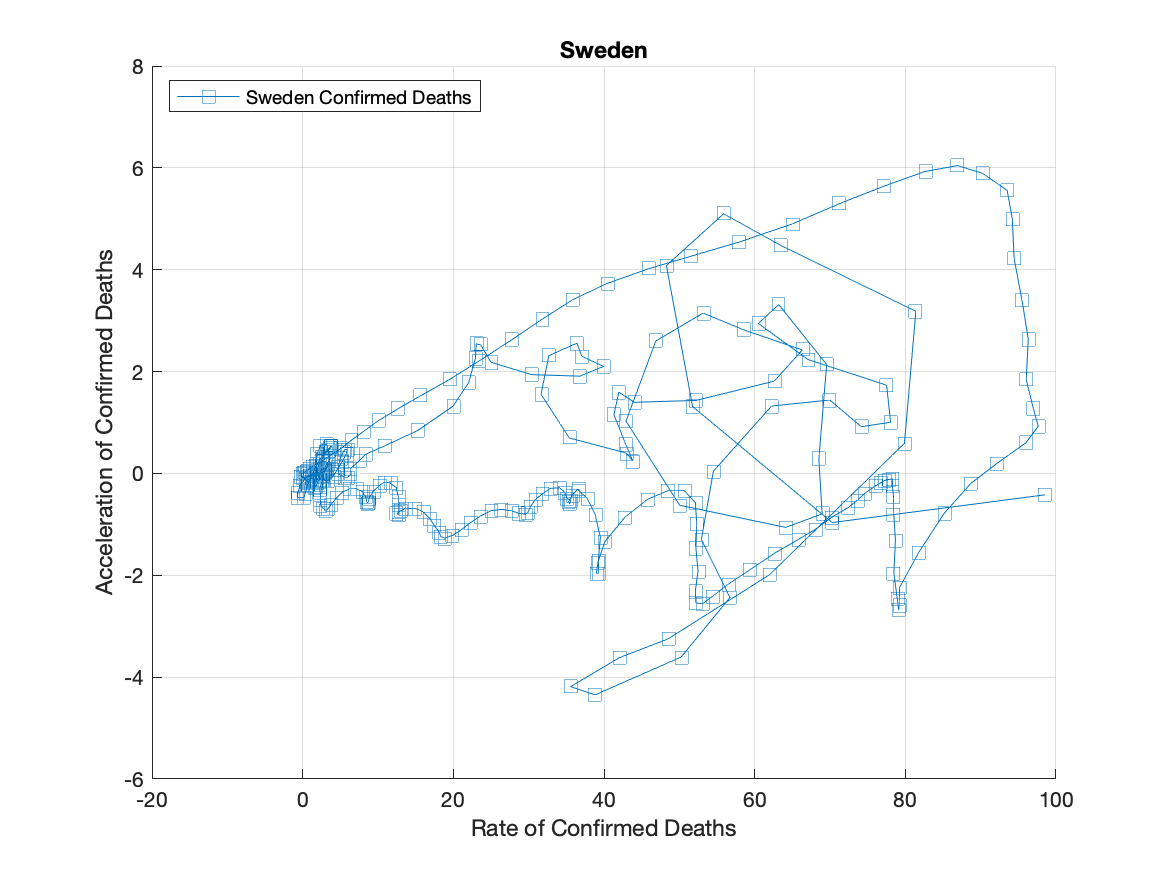 Sweden
Sweden Confirmed Deaths
8
6
4
2
0
-2
-4
-6
Acceleration of Confirmed Deaths
-20 0 20 40 60 80 100
Rate of Confirmed Deaths